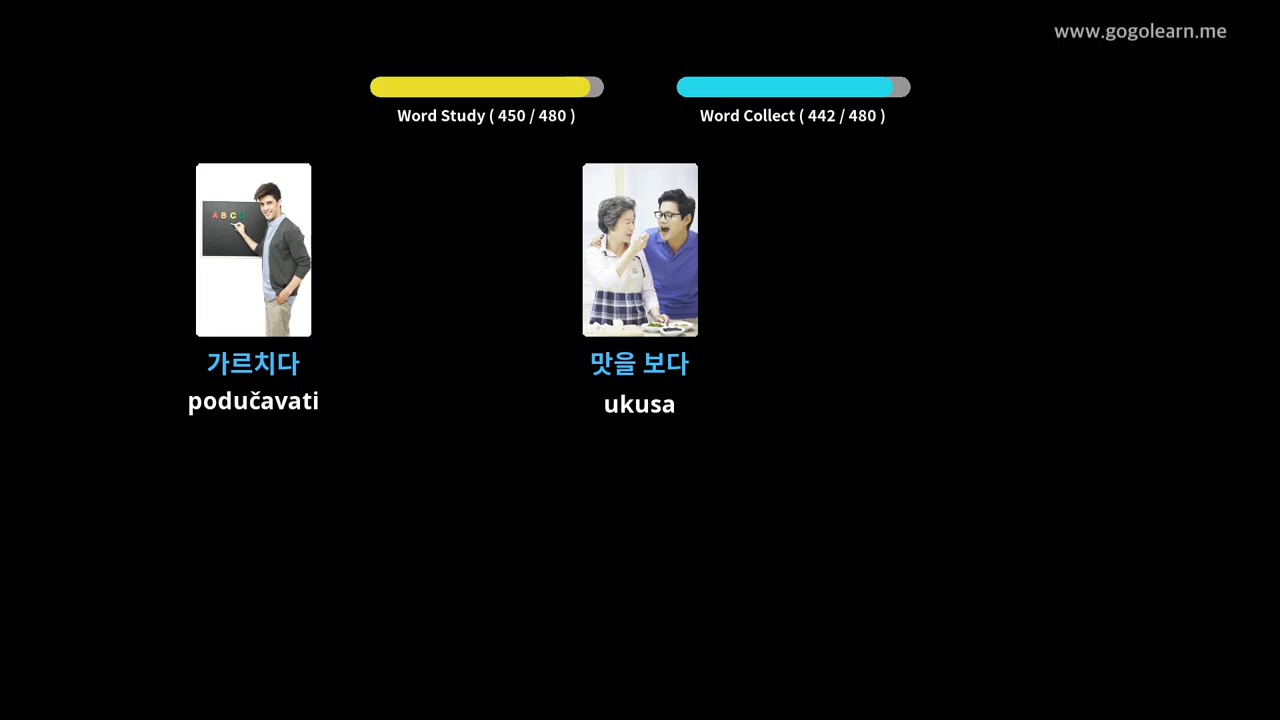 www.gogolearn.me
Word Study ( 450 / 480 )
Word Collect ( 442 / 480 )
A B C D
가르치다
맛을 보다
podučavati
ukusa